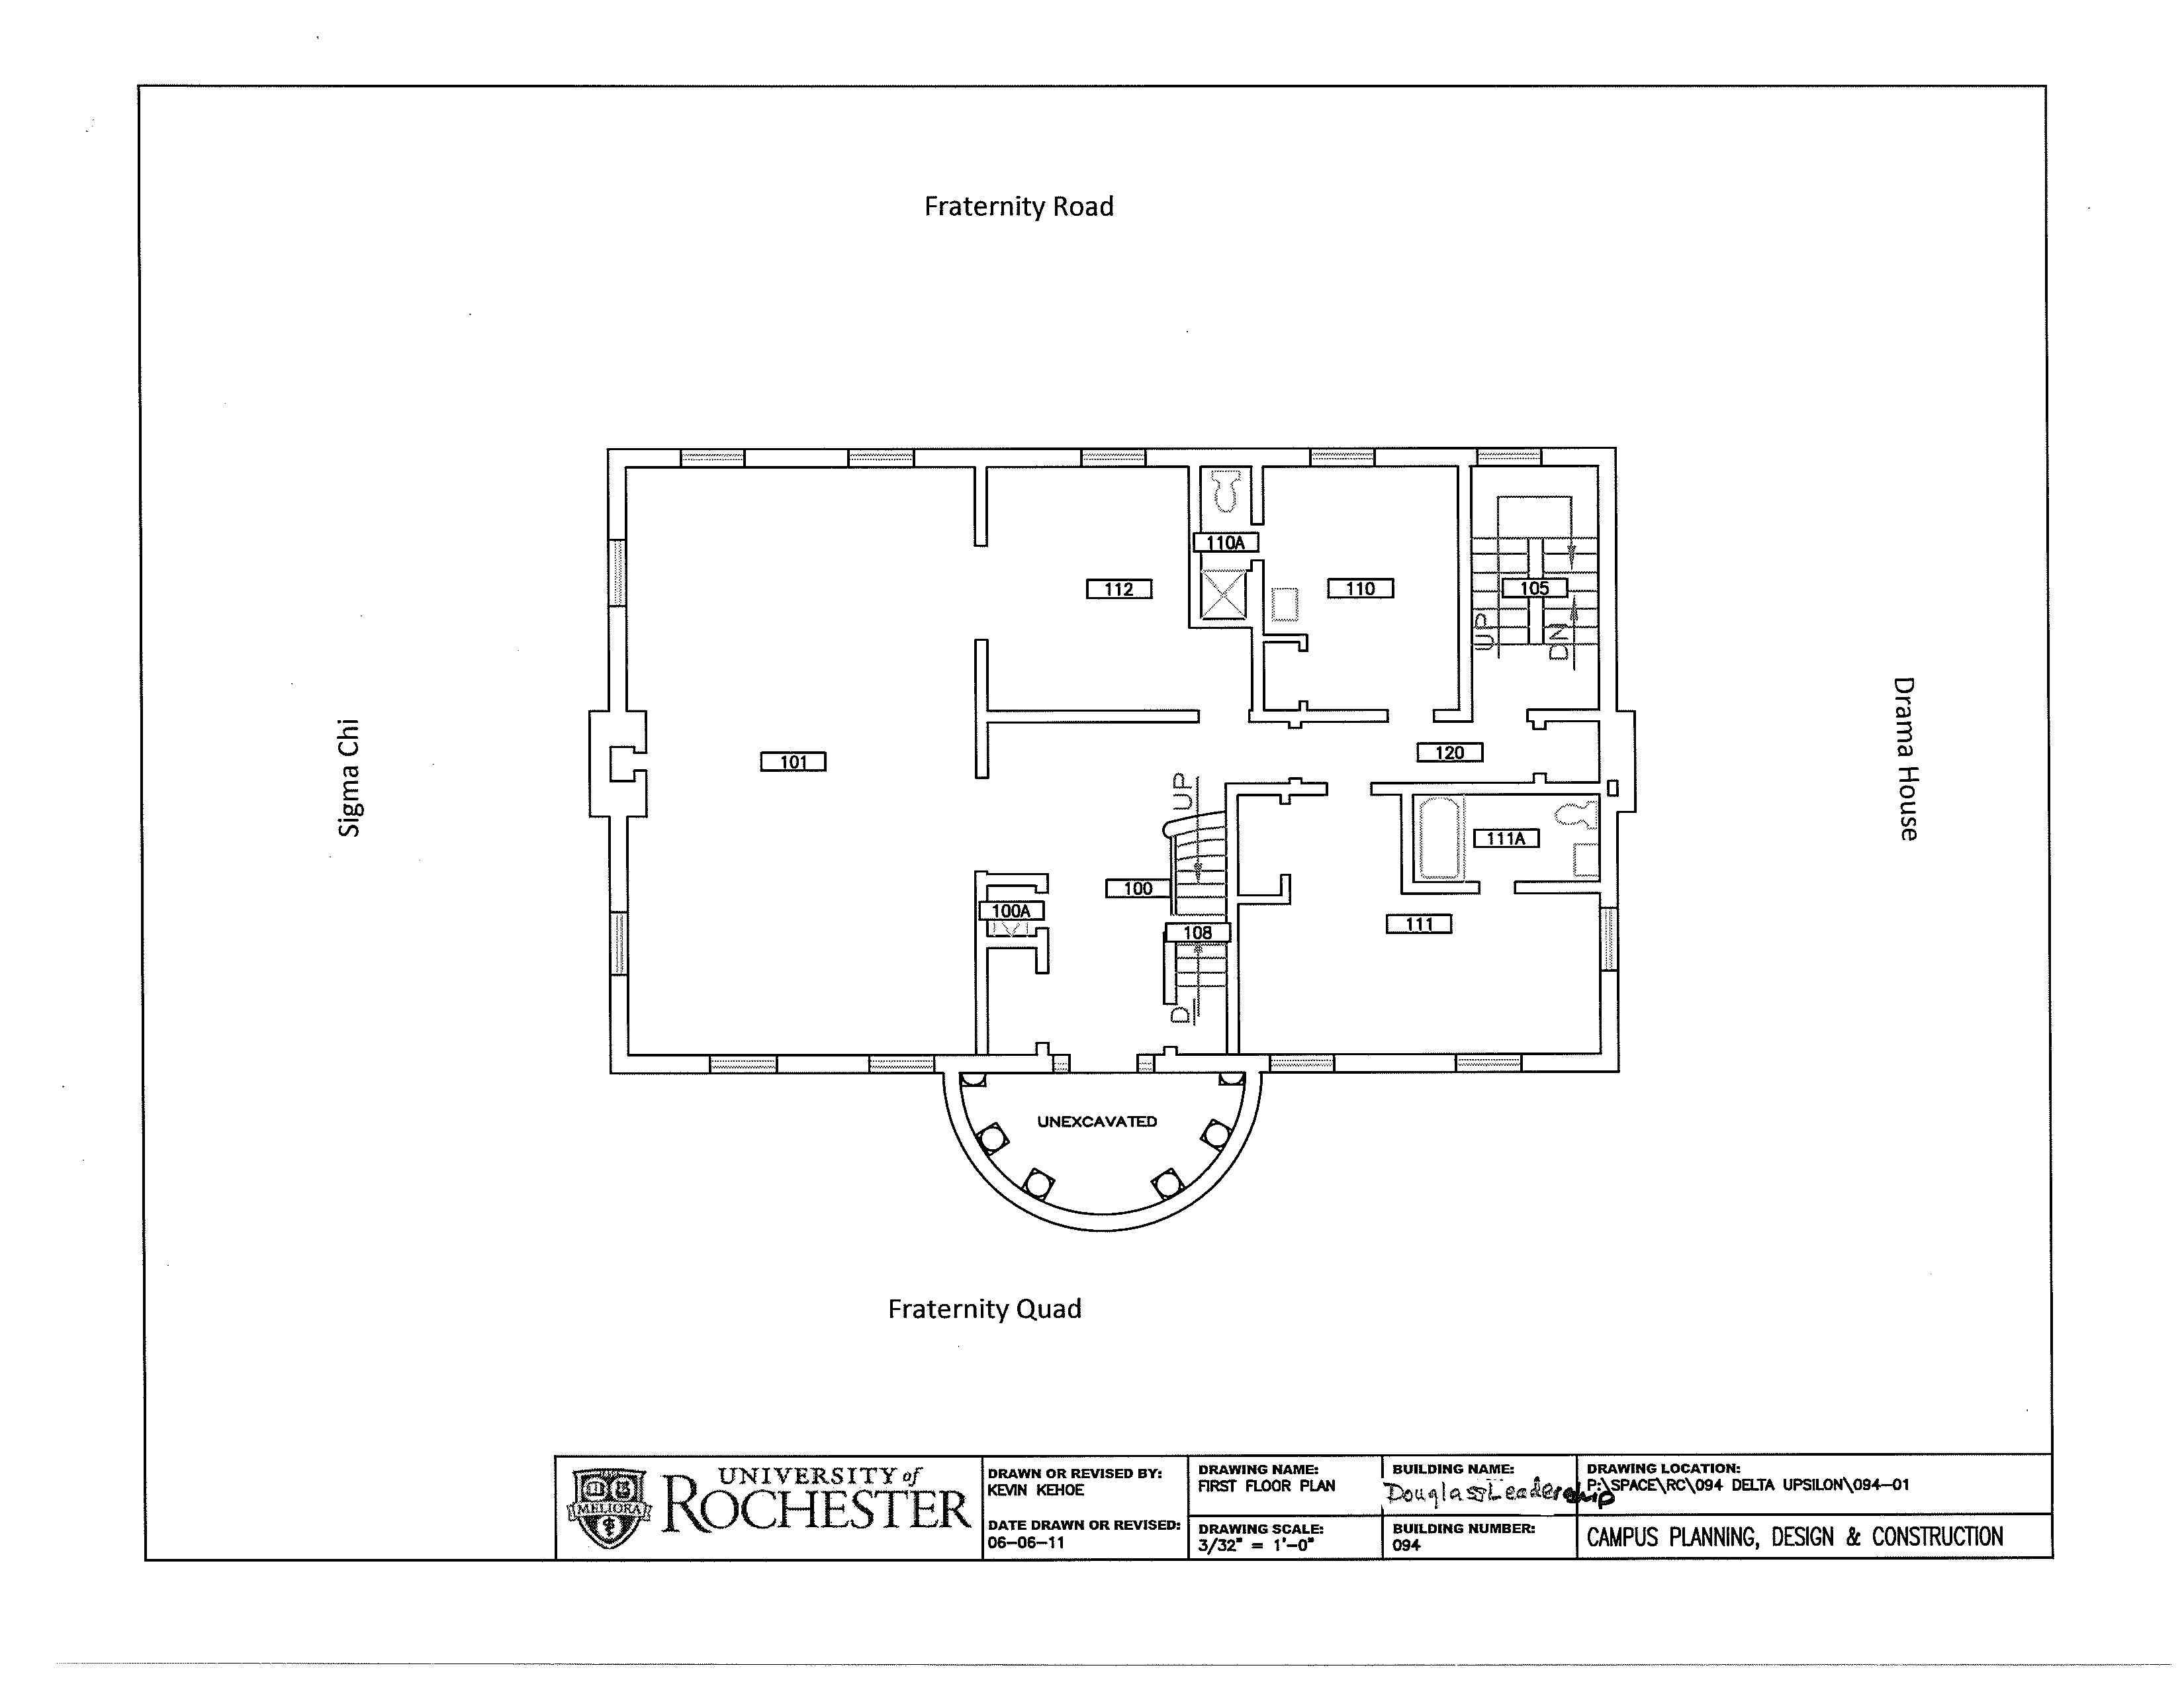 Fraternity Road
110A
112
110
105
UP
DN
Sigma Chi
Drama House
101
120
UP
111A
100
100A
111
108
D
UNEXCAVATED
Fraternity Quad
UNIVERSITY of
ROCHESTER
MELIORA
DRAWN OR REVISED BY:
KEVIN KEHOE
DATE DRAWN OR REVISED:
06-06-11
DRAWING NAME:
FIRST FLOOR PLAN
DRAWING SCALE:
3/32" = 1'-0"
BUILDING NAME:
Douglass Leadership
BUILDING NUMBER:
094
DRAWING LOCATION:
P:\SPACE\RC\094 DELTA UPSILON\094-01
CAMPUS PLANNING, DESIGN & CONSTRUCTION